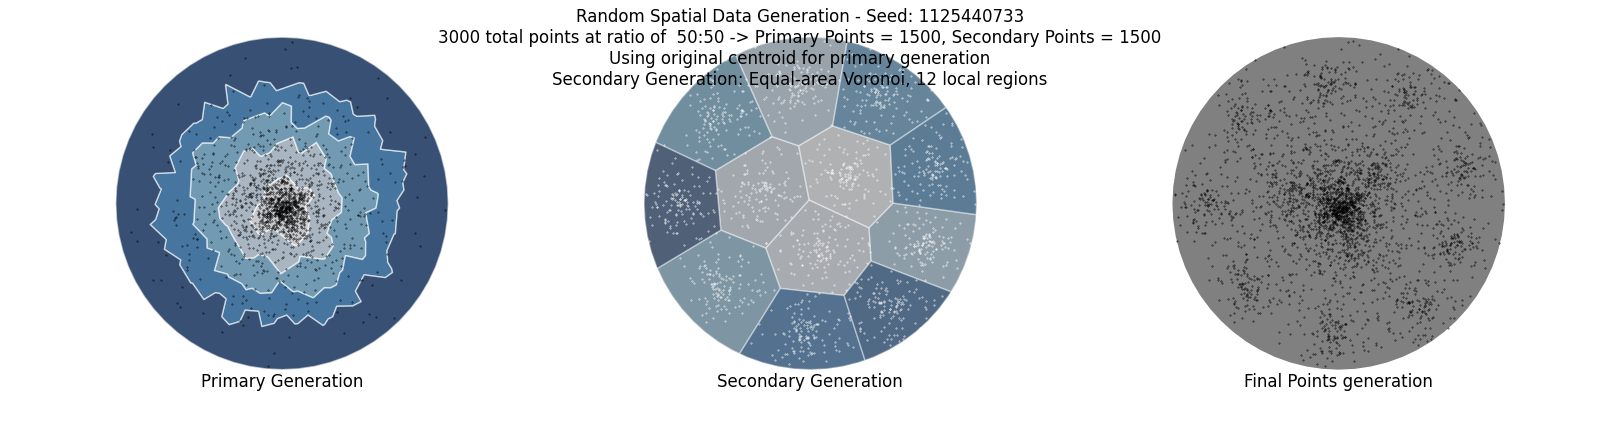 Random Spatial Data Generation - Seed: 1125440733
3000 total points at ratio of  50:50 -> Primary Points = 1500, Secondary Points = 1500
Using original centroid for primary generation
Secondary Generation: Equal-area Voronoi, 12 local regions
Primary Generation
Secondary Generation
Final Points generation